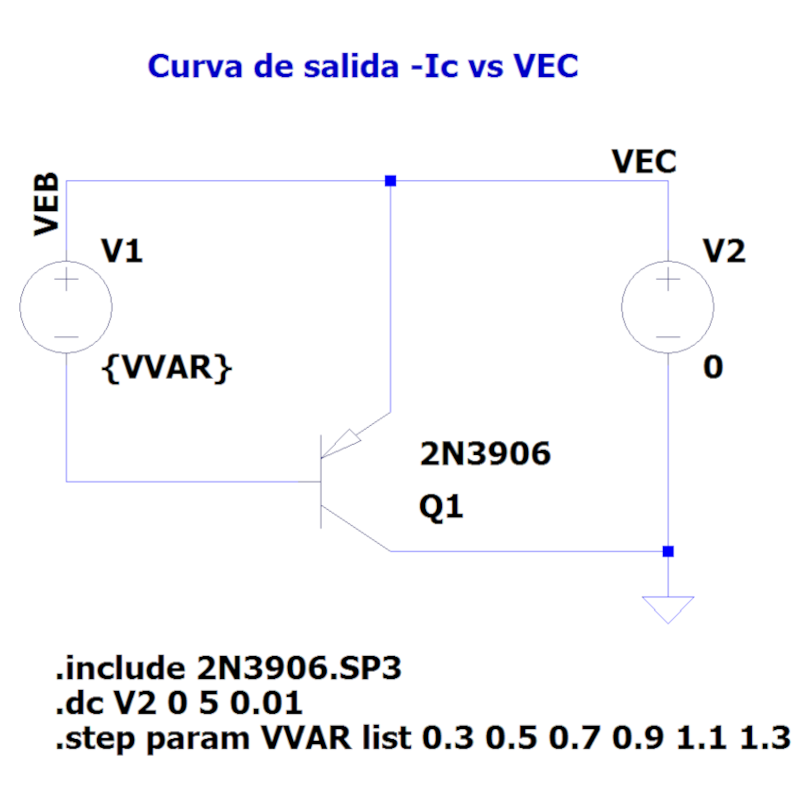 Curva de salida -Ic vs VEC
VEC
VEB
V1
V2
{VVAR}
0
2N3906
Q1
.include 2N3906.SP3
.dc V2 0 5 0.01
.step param VVAR list 0.3 0.5 0.7 0.9 1.1 1.3